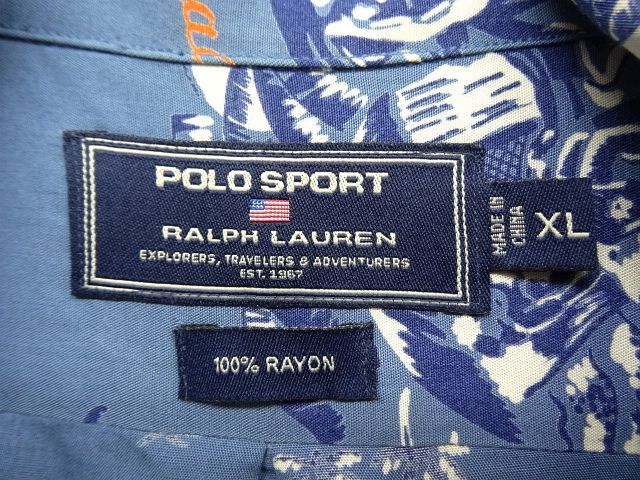 POLO SPORT
RALPH LAUREN
EXPLORERS, TRAVELERS & ADVENTURERS
EST. 1967
MADE IN
CHINA
XL
100% RAYON